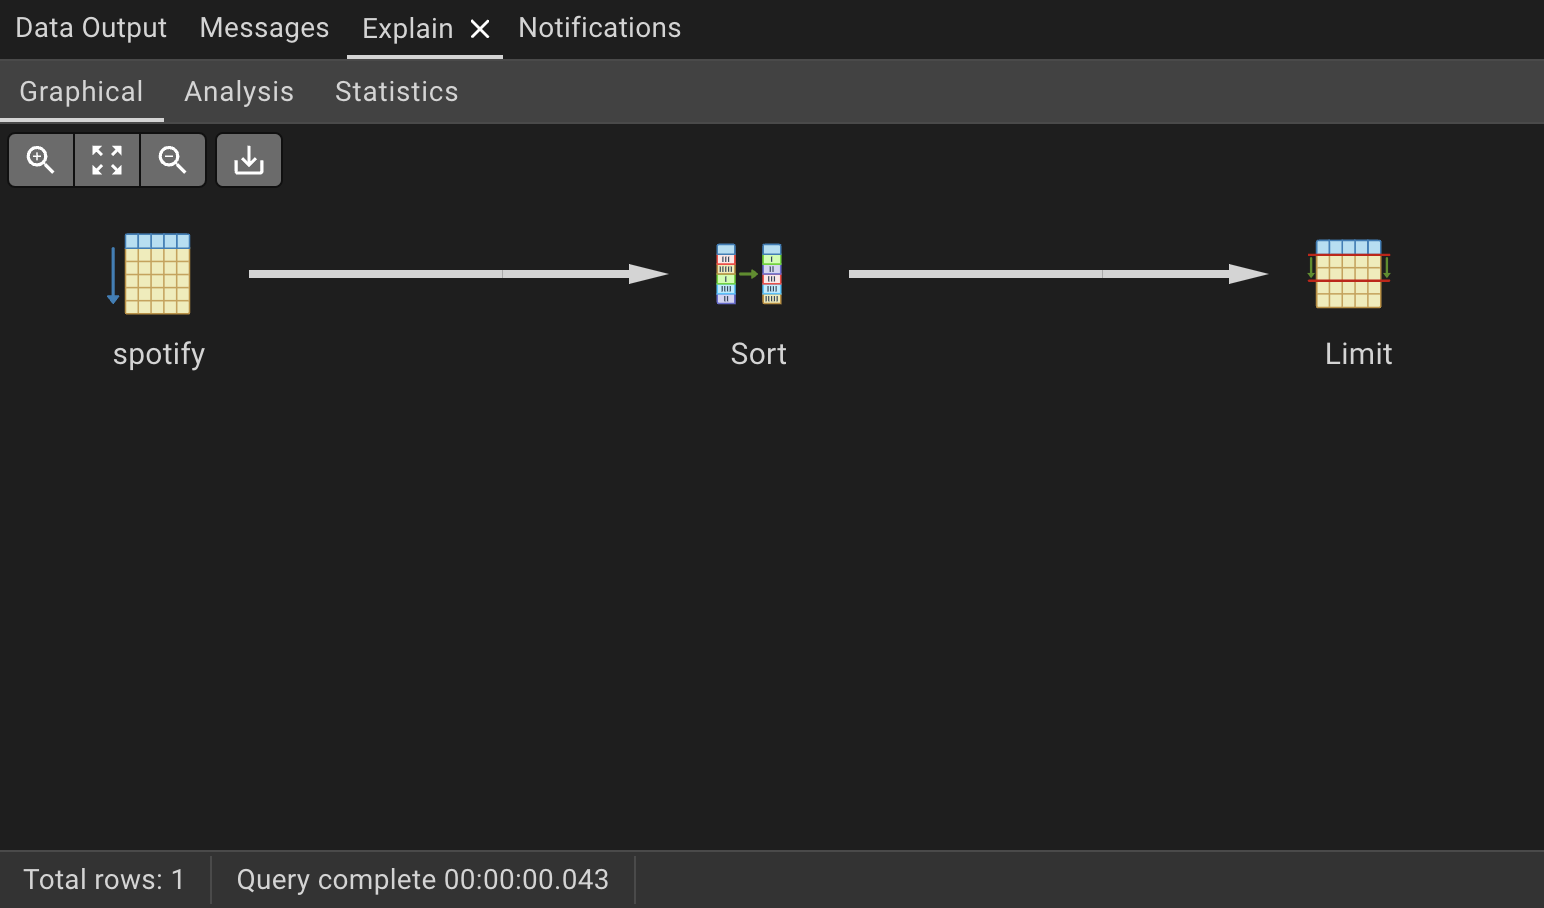 Data Output Messages Explain Notifications
Graphical Analysis Statistics
spotify Sort Limit
Total rows: 1 Query complete 00:00:00.043